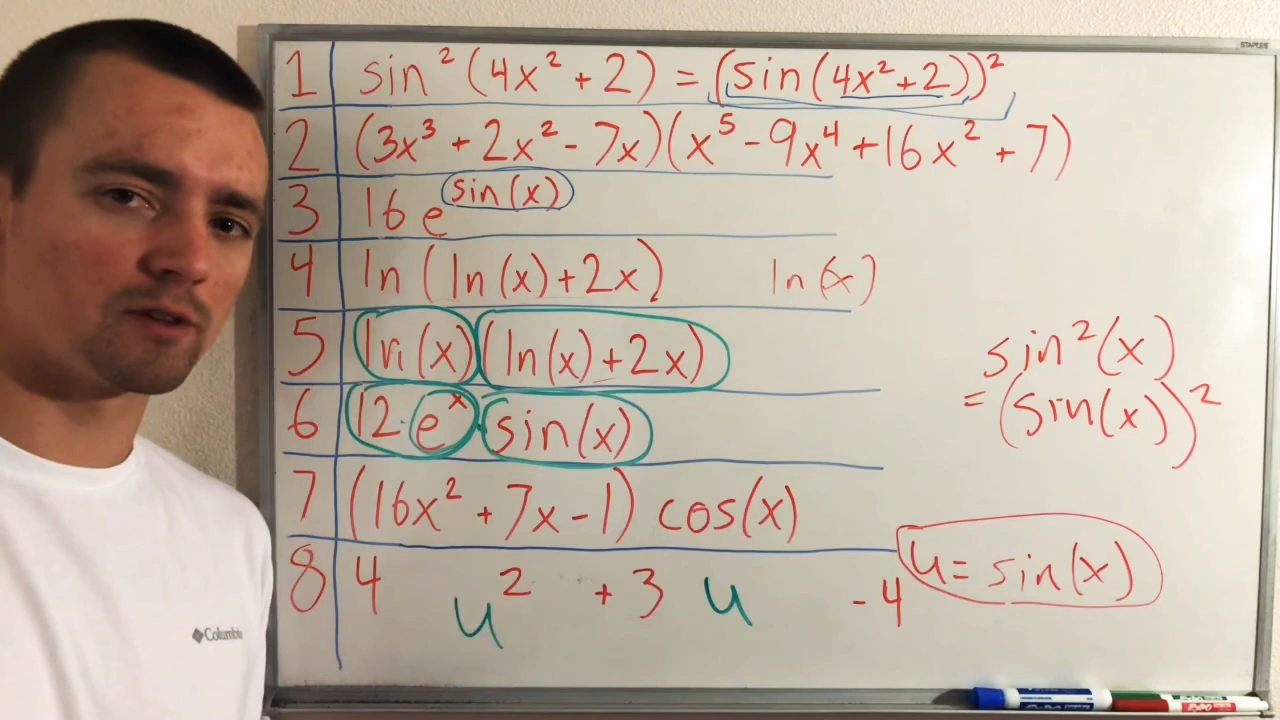 STAPLES
1 sin²(4x²+2) = (sin(4x²+2))²
2 (3x³+2x²-7x)(x⁵-9x⁴+16x²+7)
3 16e^sin(x)
4 ln(ln(x)+2x) ln(x)
5 ln(x)(ln(x)+2x)
6 12·eˣ·sin(x)
7 (16x²+7x-1) cos(x)
8 4 u² +3 u -4
sin²(x)
= (sin(x))²
u = sin(x)
Columbia
EXPO